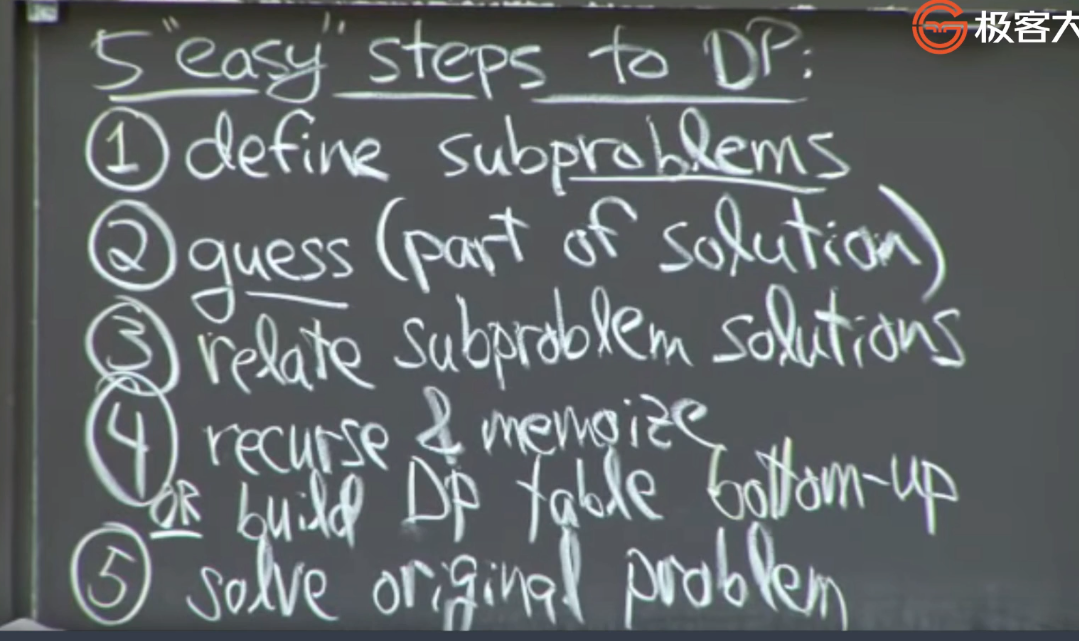 极客大
5 "easy" steps to DP:
① define subproblems
② guess (part of solution)
③ relate subproblem solutions
④ recurse & memoize
OR build DP table bottom-up
⑤ solve original problem